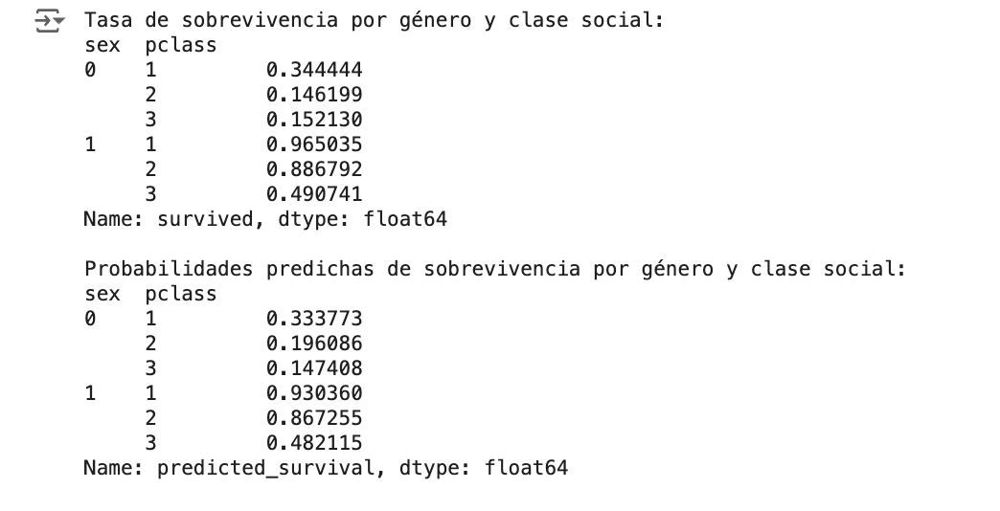 Tasa de sobrevivencia por género y clase social:
sex  pclass
0    1         0.344444
     2         0.146199
     3         0.152130
1    1         0.965035
     2         0.886792
     3         0.490741
Name: survived, dtype: float64

Probabilidades predichas de sobrevivencia por género y clase social:
sex  pclass
0    1         0.333773
     2         0.196086
     3         0.147408
1    1         0.930360
     2         0.867255
     3         0.482115
Name: predicted_survival, dtype: float64